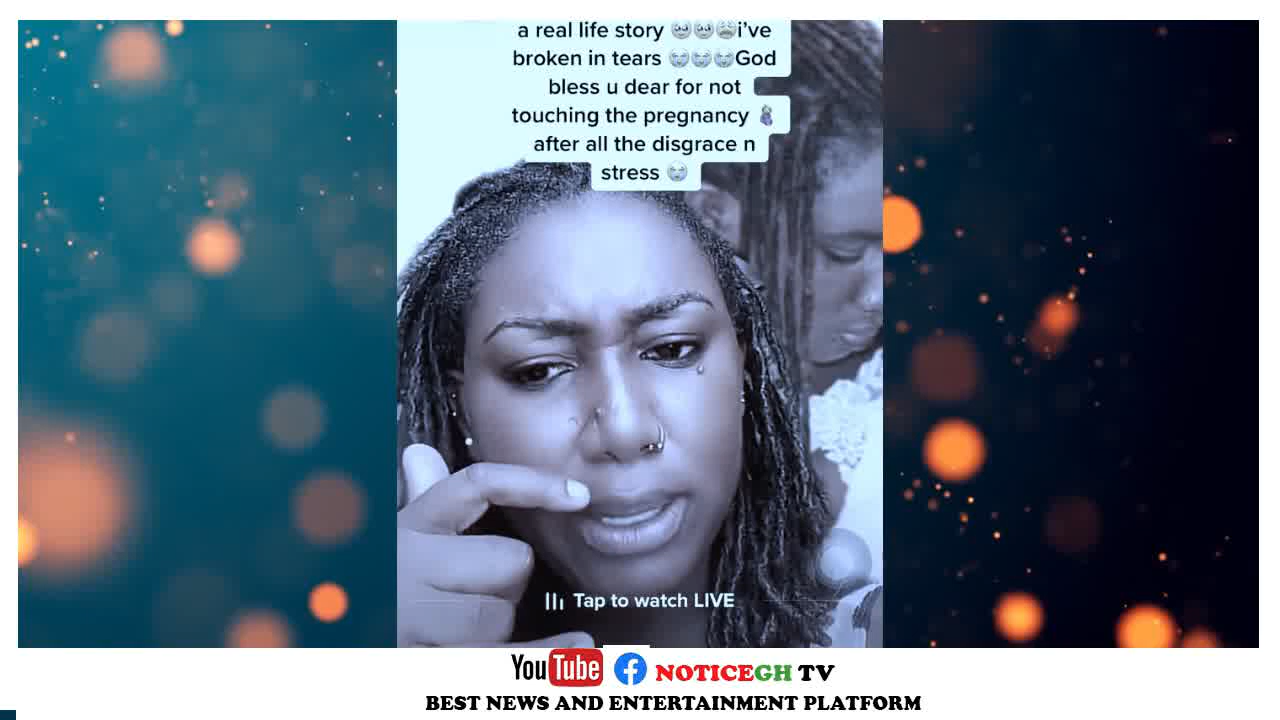 a real life story 🥺🥺😩i've
broken in tears 😭😭😭God
bless u dear for not
touching the pregnancy 🤰
after all the disgrace n
stress 😭
Tap to watch LIVE
YouTube NOTICEGH TV
BEST NEWS AND ENTERTAINMENT PLATFORM